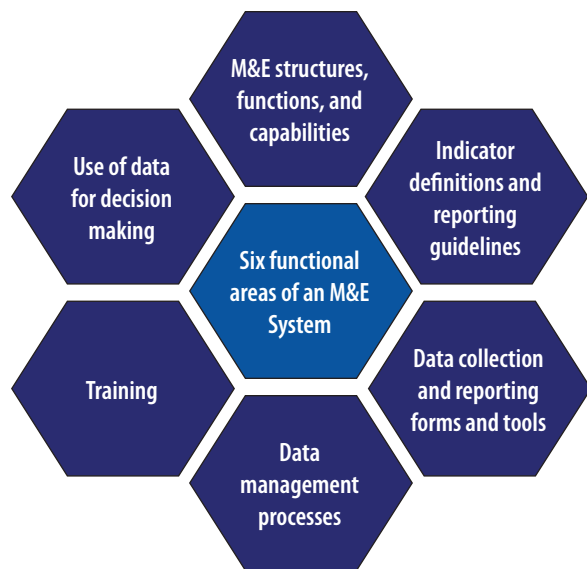 M&E structures,
functions, and
capabilities
Indicator
definitions and
reporting
guidelines
Data collection
and reporting
forms and tools
Data
management
processes
Training
Use of data
for decision
making
Six functional
areas of an M&E
System